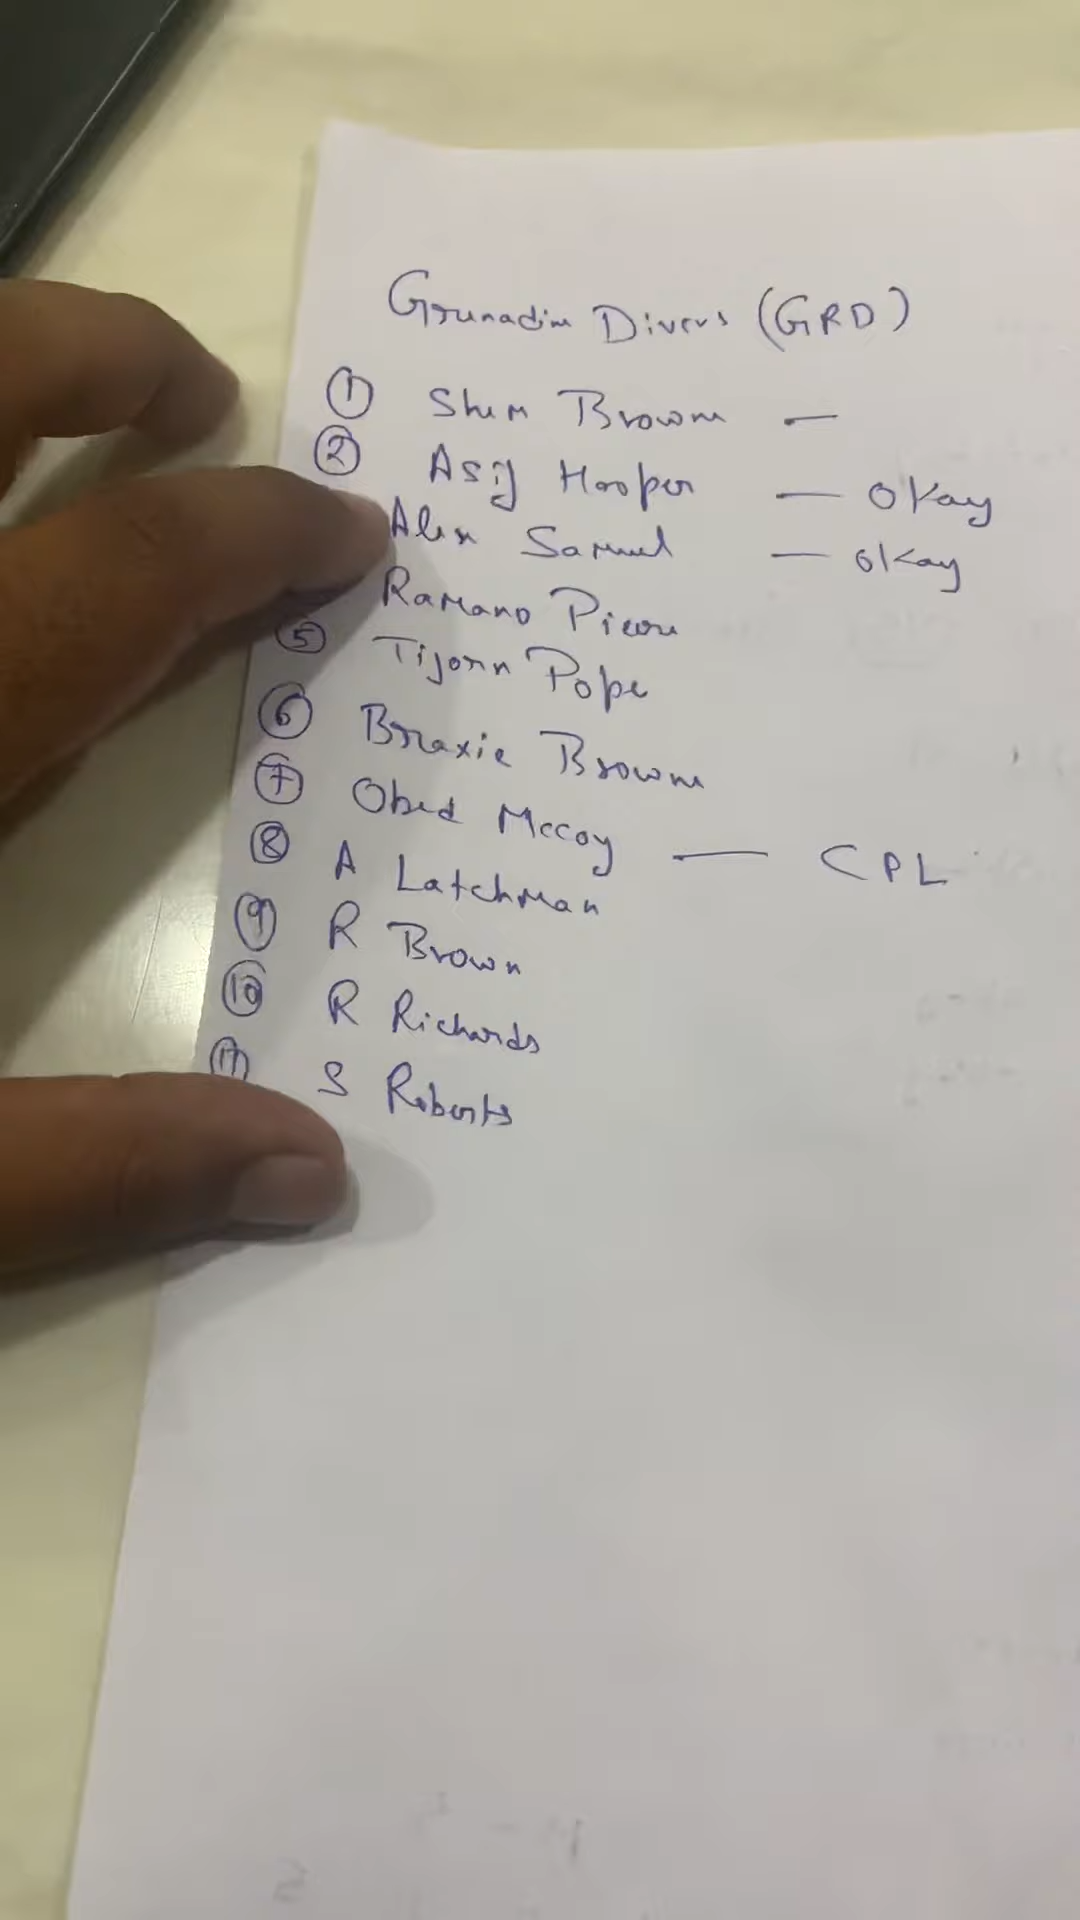 Grunadin Divers (GRD)
① Shem Brown —
② Asif Hooper — Okay
Alex Samuel — okay
Ramano Pierre
⑤ Tijorn Pope
⑥ Braxie Brown
⑦ Obed Mccoy — CPL
⑧ A Latchman
⑨ R Brown
⑩ R Richards
⑪ S Roberts